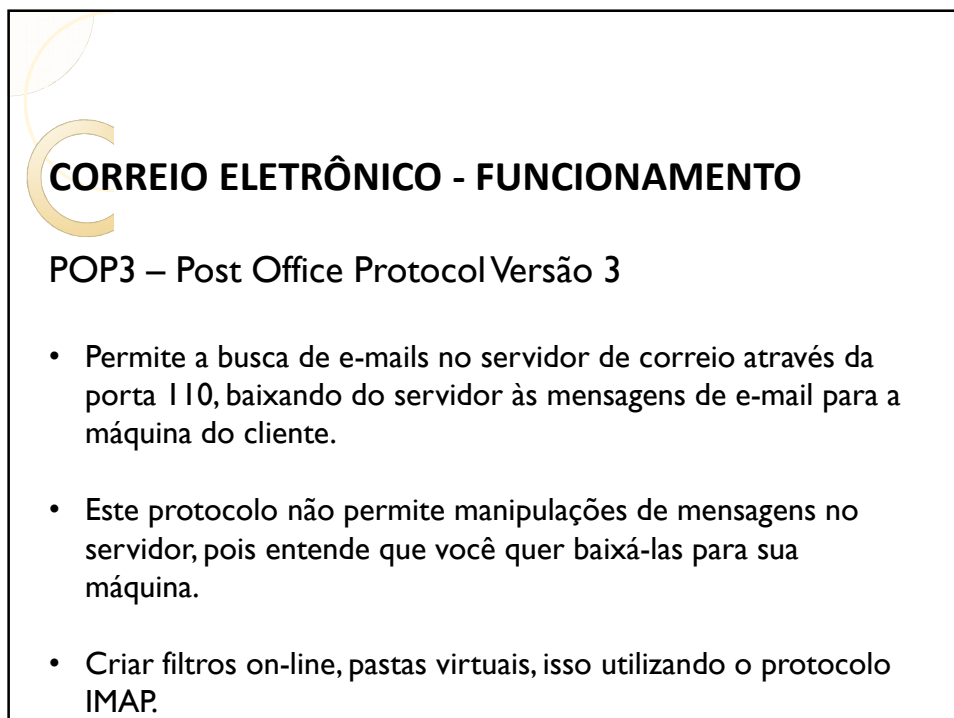 CORREIO ELETRÔNICO - FUNCIONAMENTO
POP3 – Post Office Protocol Versão 3
• Permite a busca de e-mails no servidor de correio através da
porta 110, baixando do servidor às mensagens de e-mail para a
máquina do cliente.
• Este protocolo não permite manipulações de mensagens no
servidor, pois entende que você quer baixá-las para sua
máquina.
• Criar filtros on-line, pastas virtuais, isso utilizando o protocolo
IMAP.